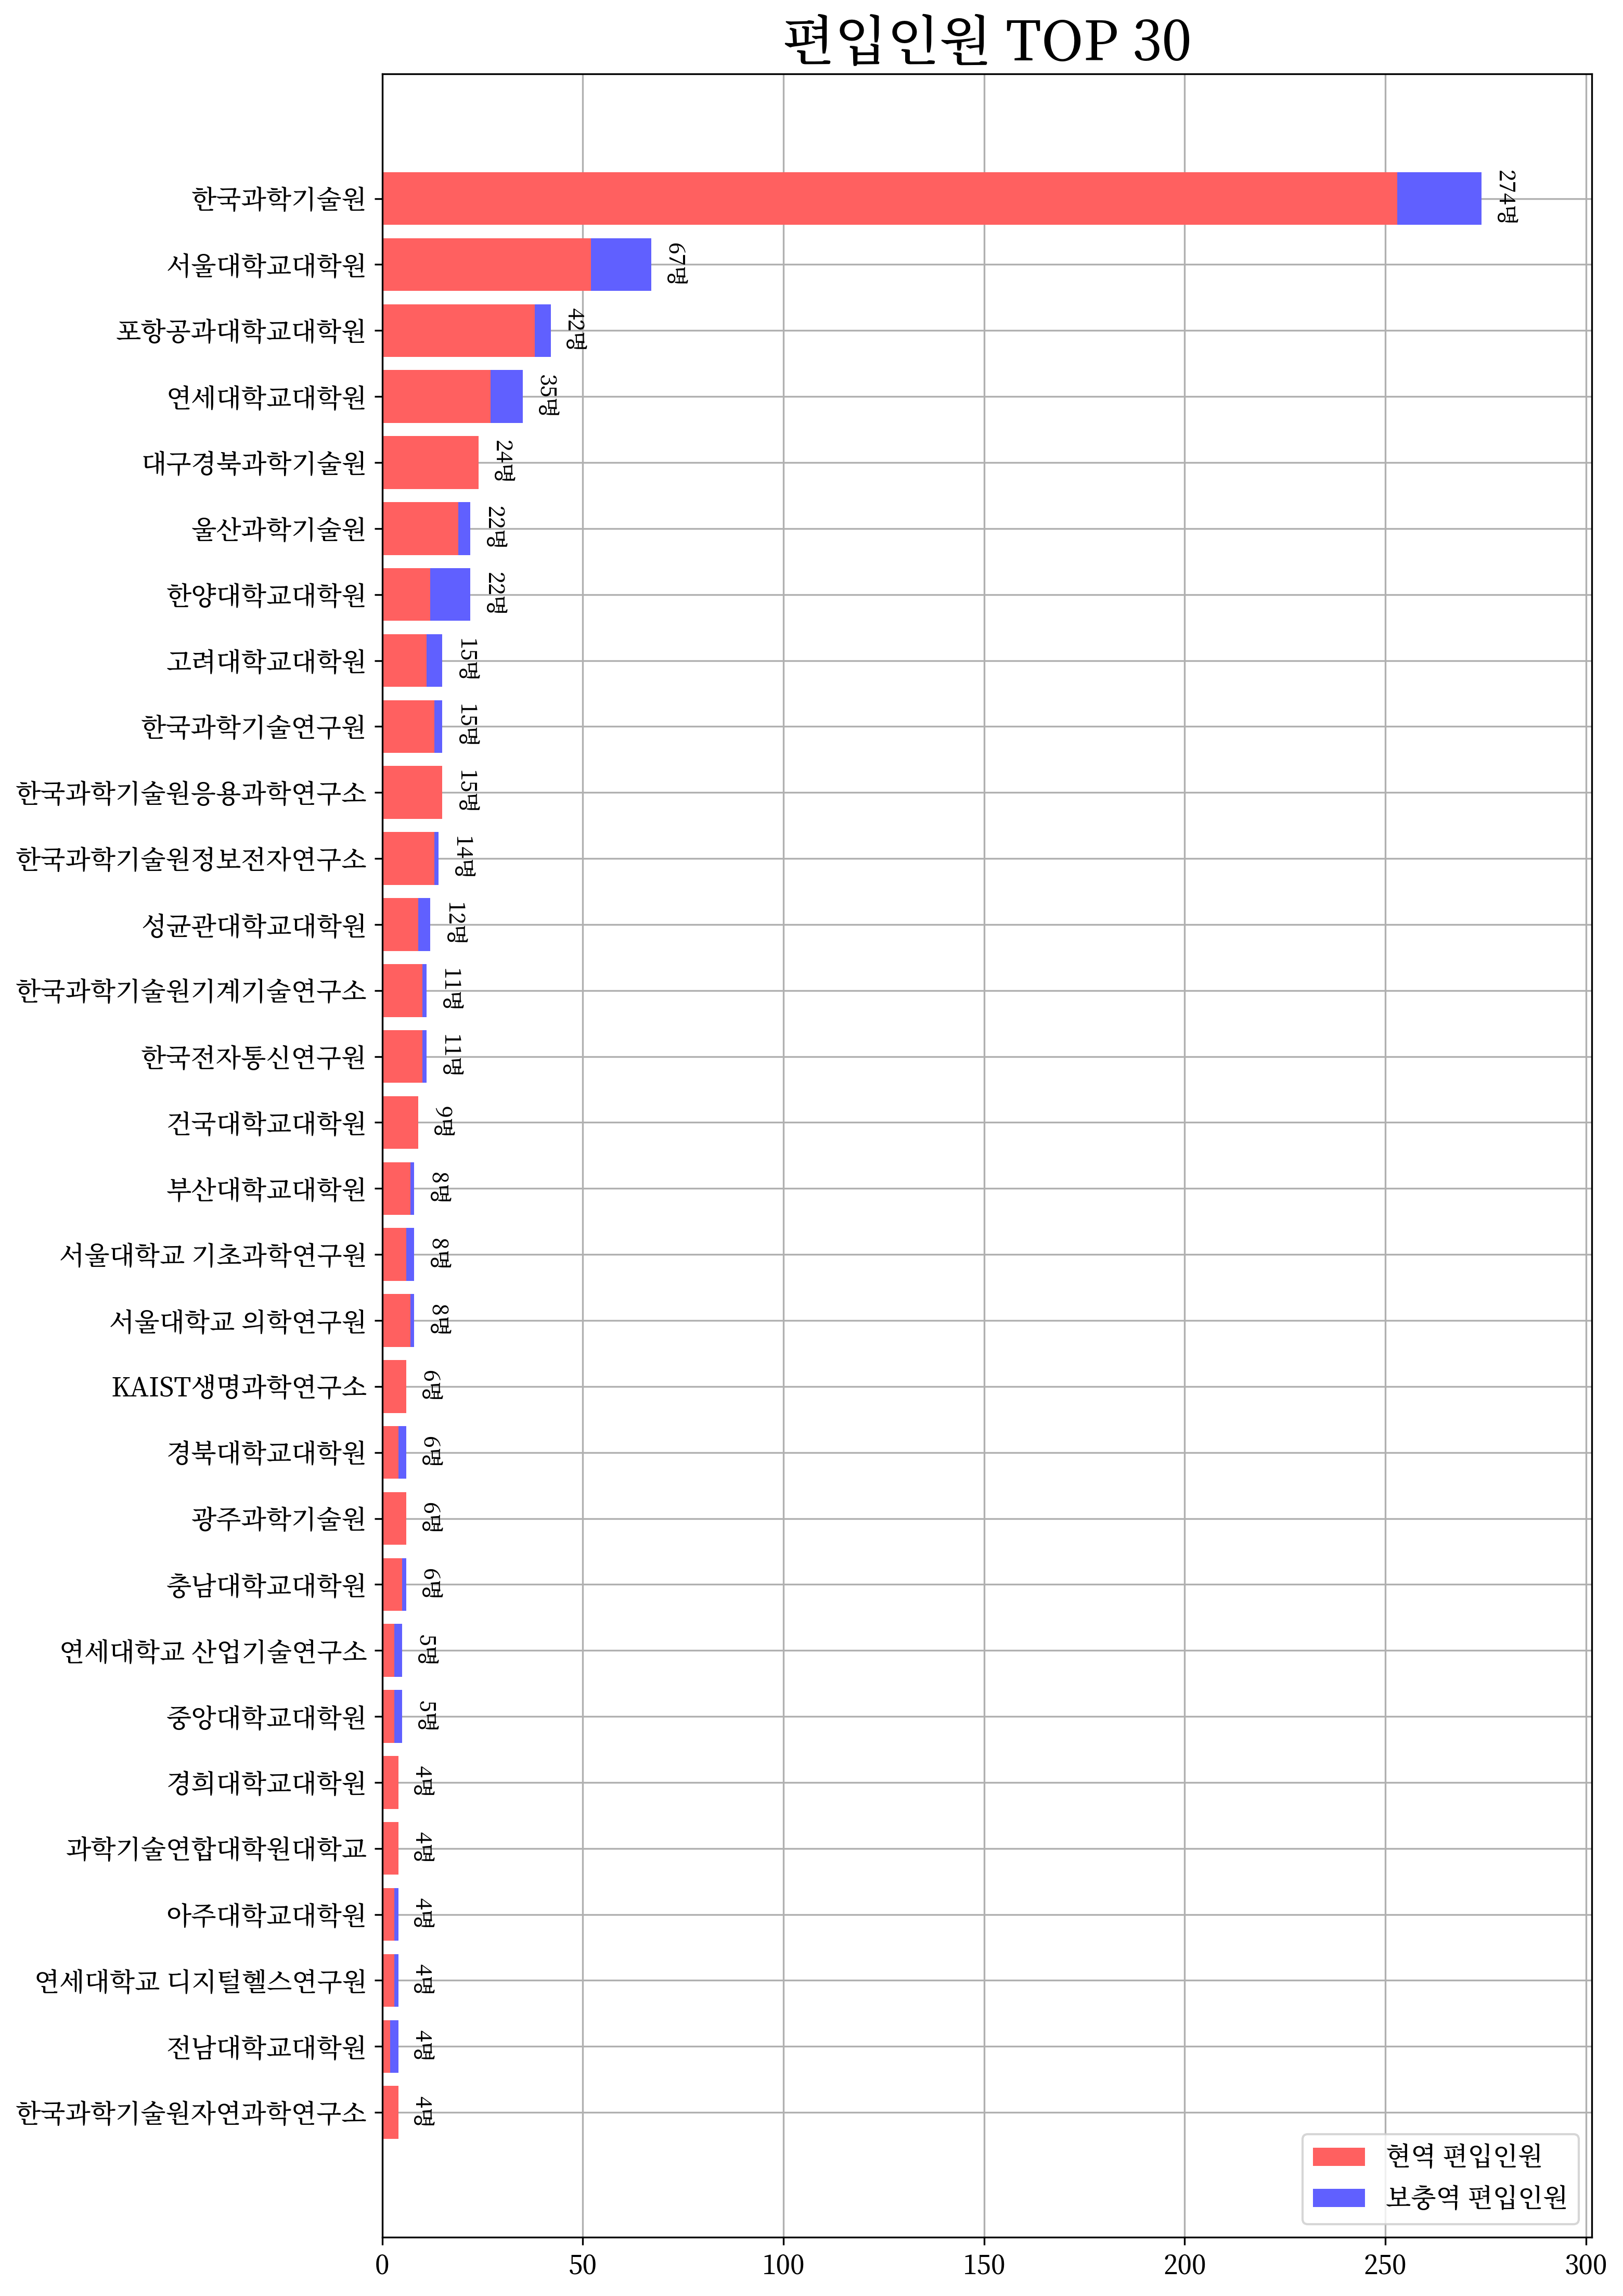 편입인원 TOP 30
한국과학기술원 274명
서울대학교대학원 67명
포항공과대학교대학원 42명
연세대학교대학원 35명
대구경북과학기술원 24명
울산과학기술원 22명
한양대학교대학원 22명
고려대학교대학원 15명
한국과학기술연구원 15명
한국과학기술원응용과학연구소 15명
한국과학기술원정보전자연구소 14명
성균관대학교대학원 12명
한국과학기술원기계기술연구소 11명
한국전자통신연구원 11명
건국대학교대학원 9명
부산대학교대학원 8명
서울대학교 기초과학연구원 8명
서울대학교 의학연구원 8명
KAIST생명과학연구소 6명
경북대학교대학원 6명
광주과학기술원 6명
충남대학교대학원 6명
연세대학교 산업기술연구소 5명
중앙대학교대학원 5명
경희대학교대학원 4명
과학기술연합대학원대학교 4명
아주대학교대학원 4명
연세대학교 디지털헬스연구원 4명
전남대학교대학원 4명
한국과학기술원자연과학연구소 4명
현역 편입인원
보충역 편입인원
0 50 100 150 200 250 300